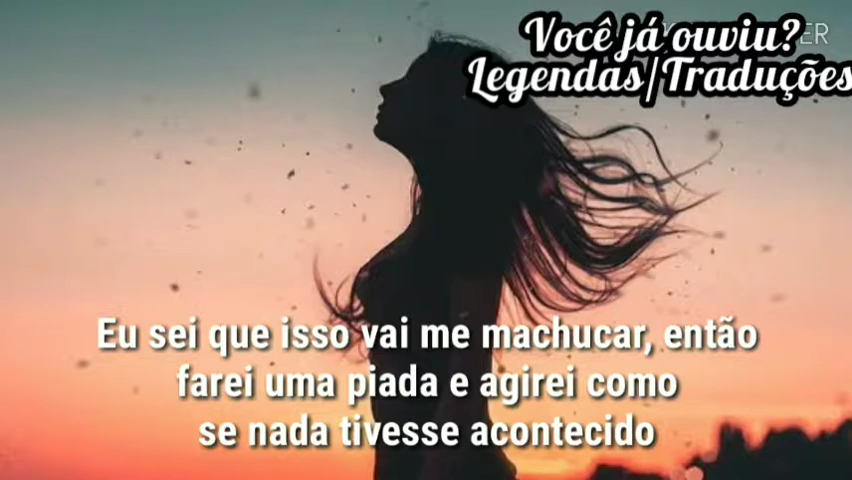 Você já ouviu?
Legendas/Traduções
Eu sei que isso vai me machucar, então
farei uma piada e agirei como
se nada tivesse acontecido